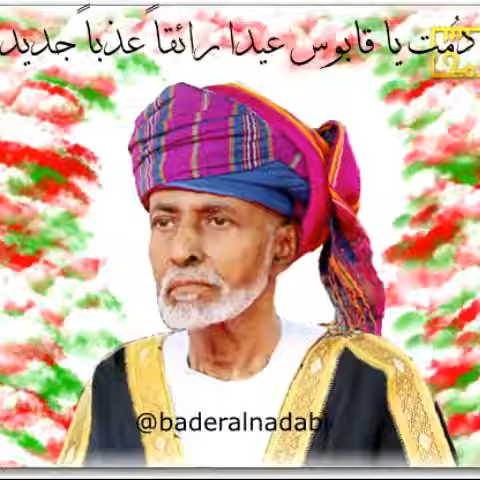 دُمت يا قابوس عيدا رائقاً عذباً جديد
@baderalnadabi